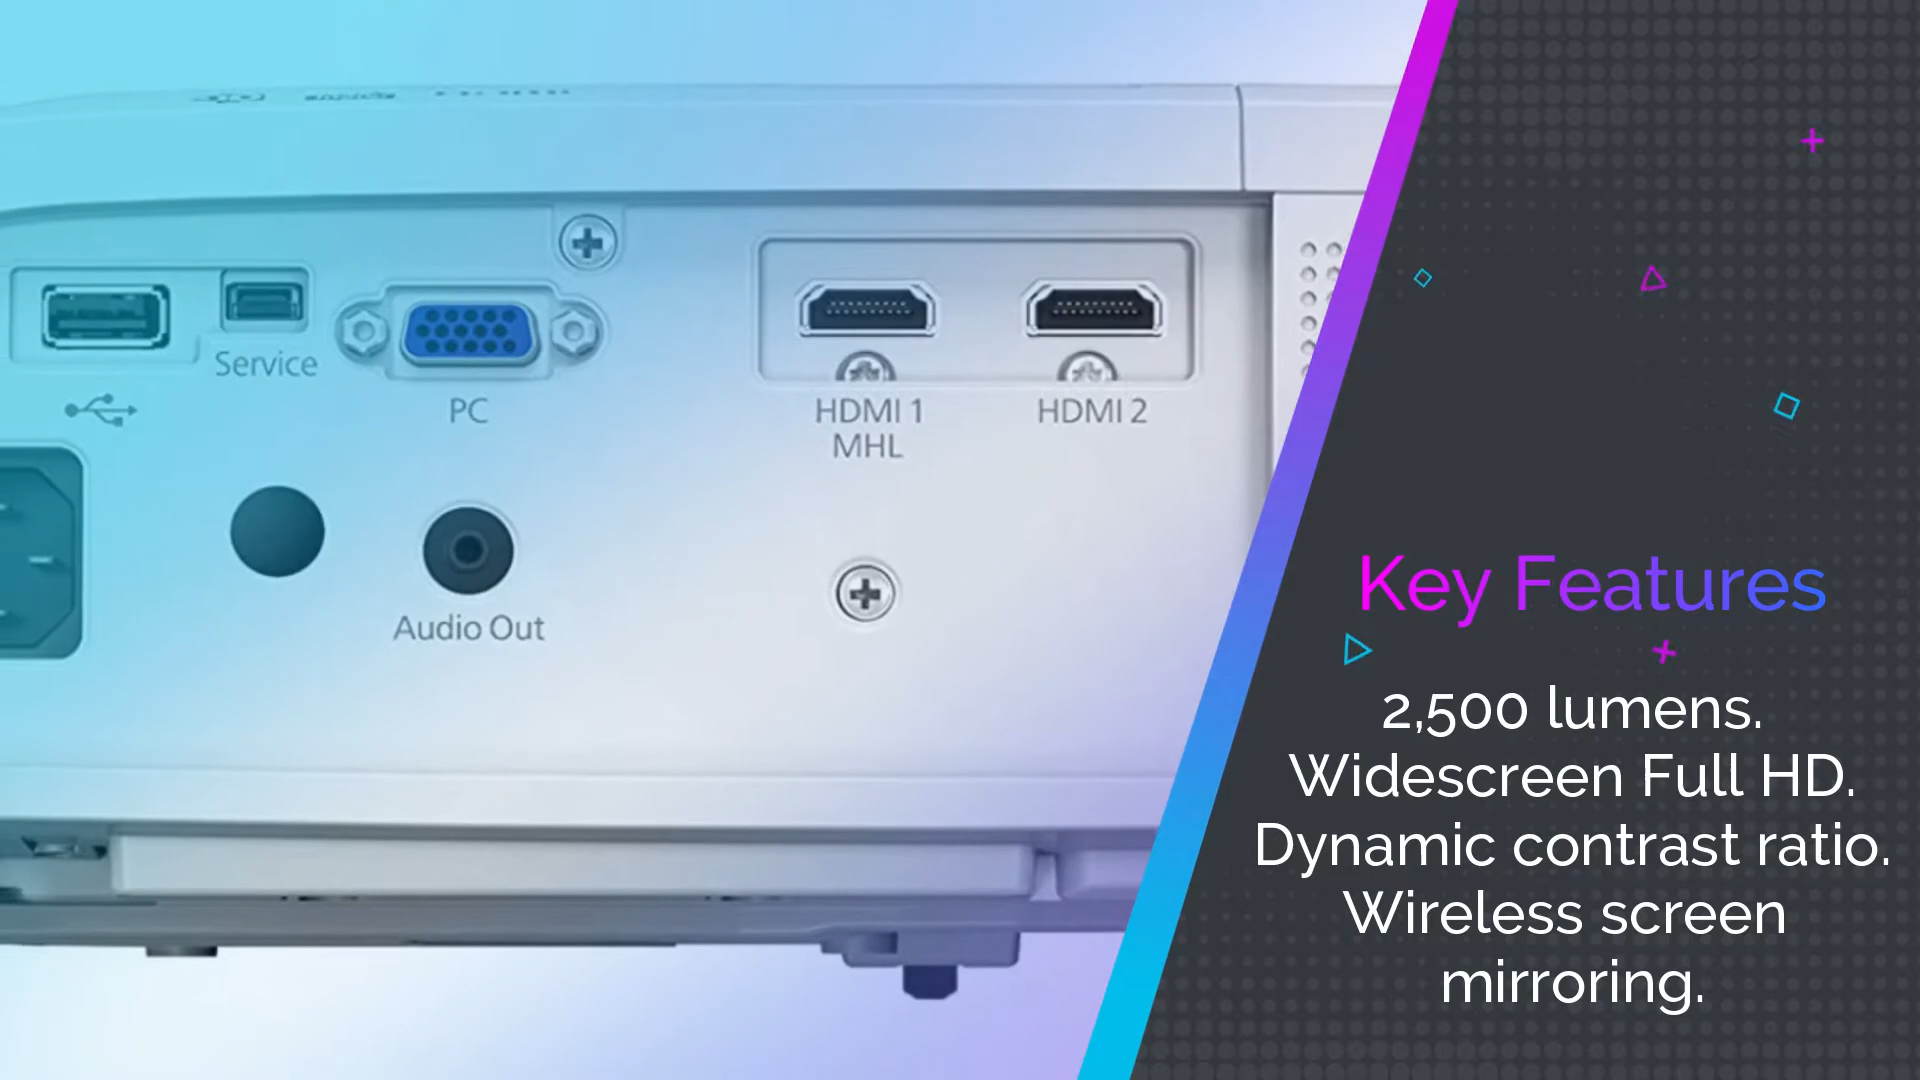 Service
PC
HDMI 1
MHL
HDMI 2
Audio Out
Key Features
2,500 lumens.
Widescreen Full HD.
Dynamic contrast ratio.
Wireless screen
mirroring.